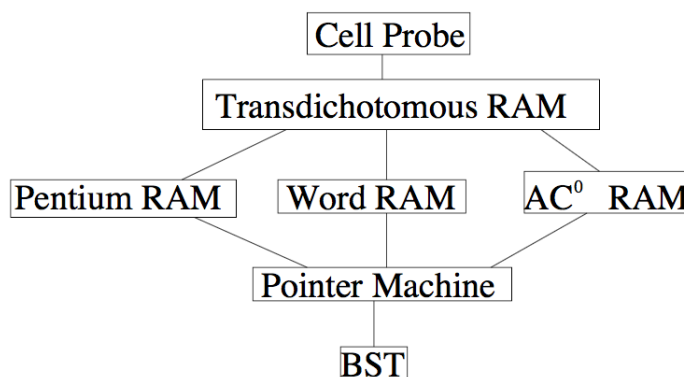 Cell Probe
Transdichotomous RAM
Pentium RAM
Word RAM
AC⁰ RAM
Pointer Machine
BST